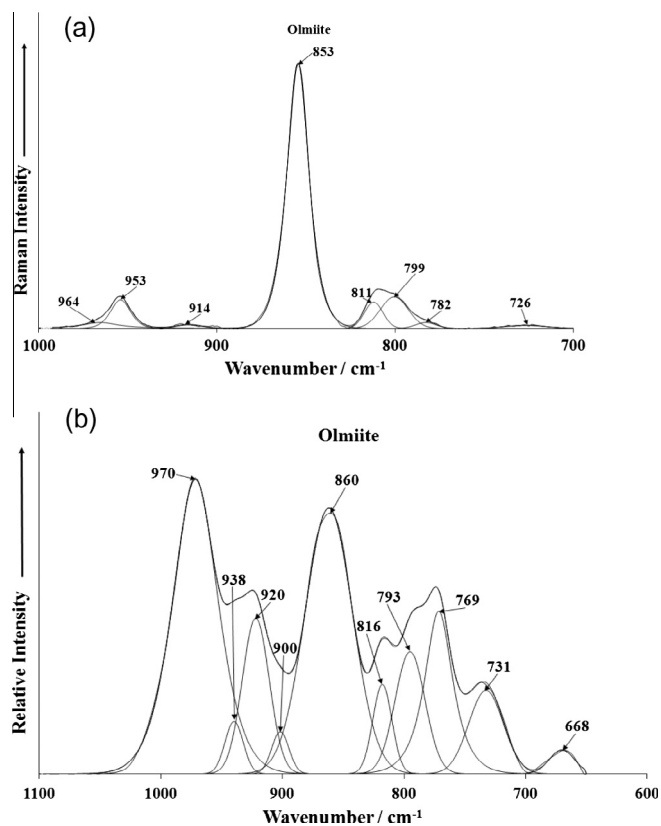 (a)
Olmiite
853
964
953
914
811
799
782
726
Raman Intensity
1000 900 800 700
Wavenumber / cm⁻¹
(b)
Olmiite
970
938
920
900
860
816
793
769
731
668
Relative Intensity
1100 1000 900 800 700 600
Wavenumber / cm⁻¹